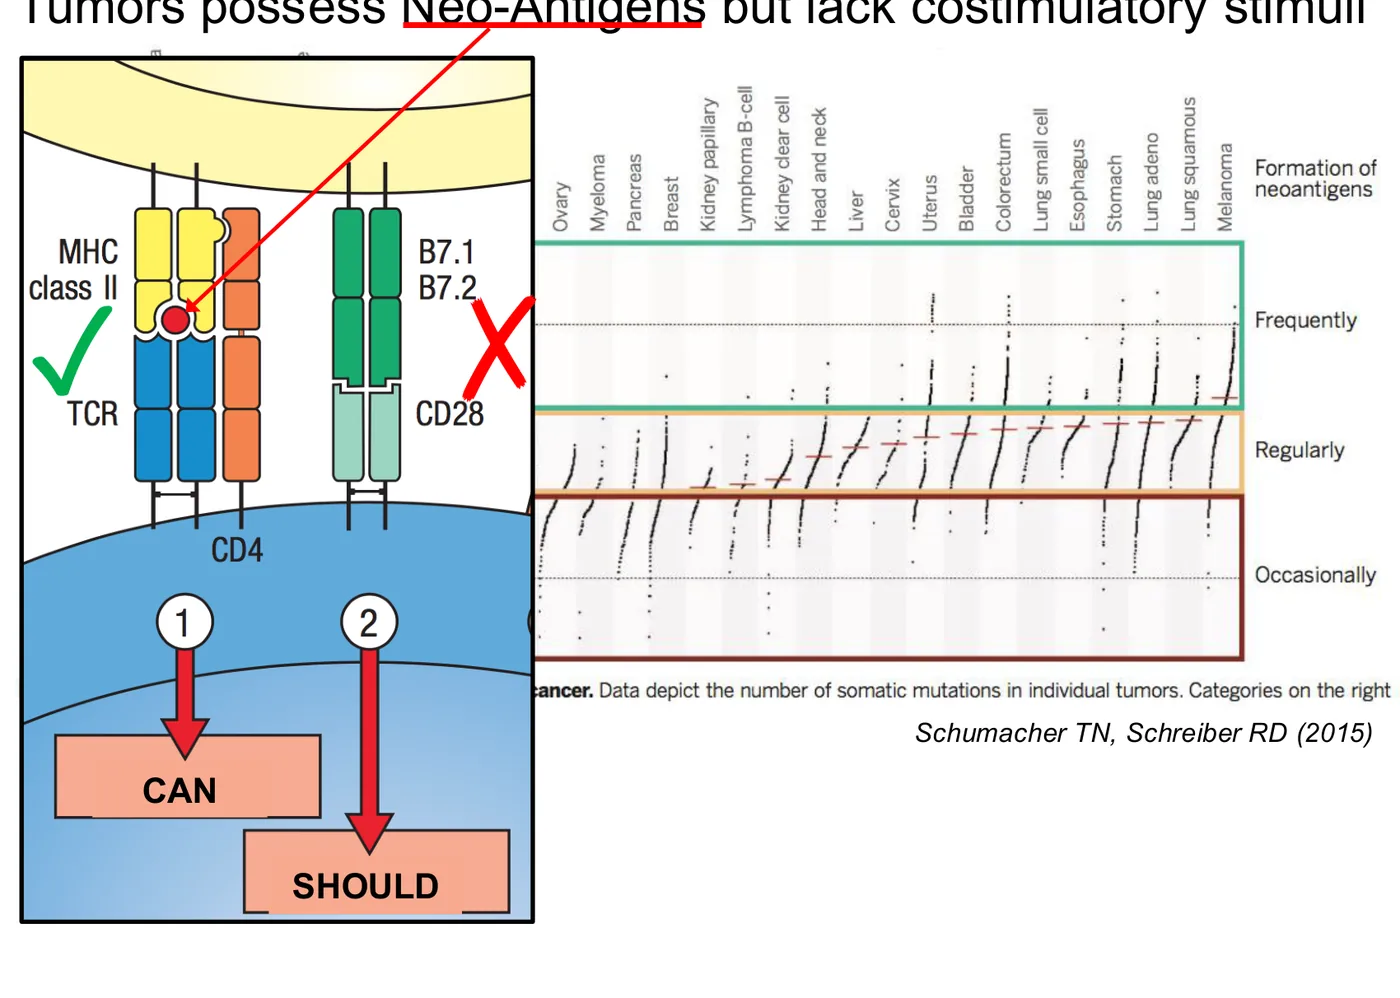 Tumors possess Neo-Antigens but lack costimulatory stimuli
MHC
class II
TCR
CD4
B7.1
B7.2
CD28
1
2
CAN
SHOULD
Ovary
Myeloma
Pancreas
Breast
Kidney papillary
Lymphoma B-cell
Kidney clear cell
Head and neck
Liver
Cervix
Uterus
Bladder
Colorectum
Lung small cell
Esophagus
Stomach
Lung adeno
Lung squamous
Melanoma
Formation of
neoantigens
Frequently
Regularly
Occasionally
cancer. Data depict the number of somatic mutations in individual tumors. Categories on the right
Schumacher TN, Schreiber RD (2015)